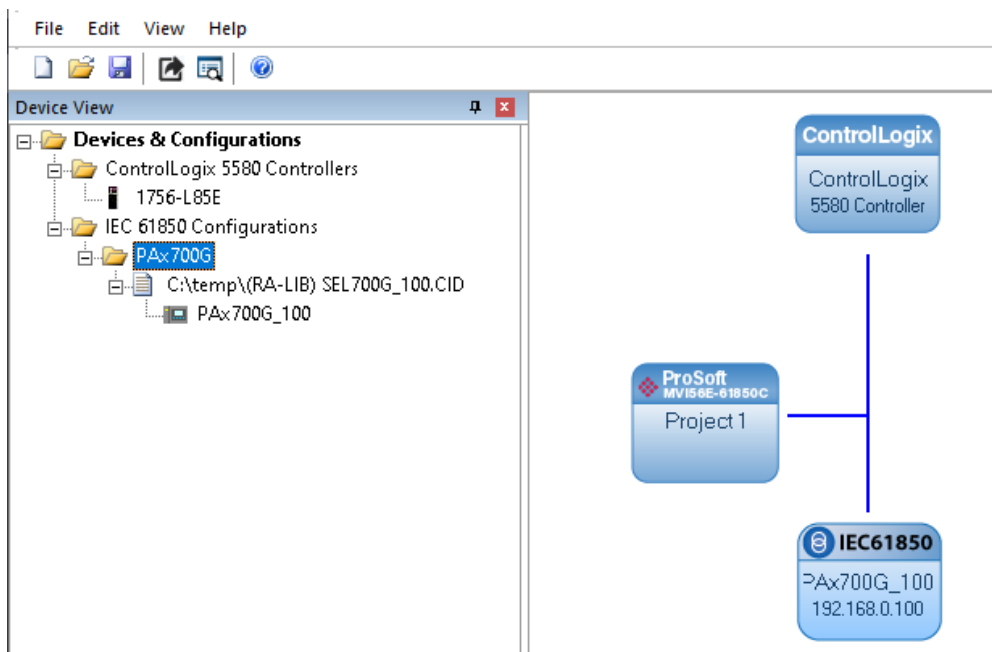 File Edit View Help
Device View
Devices & Configurations
ControlLogix 5580 Controllers
1756-L85E
IEC 61850 Configurations
PAx700G
C:\temp\(RA-LIB) SEL700G_100.CID
PAx700G_100
ControlLogix
ControlLogix
5580 Controller
ProSoft
MVI56E-61850C
Project 1
IEC61850
PAx700G_100
192.168.0.100